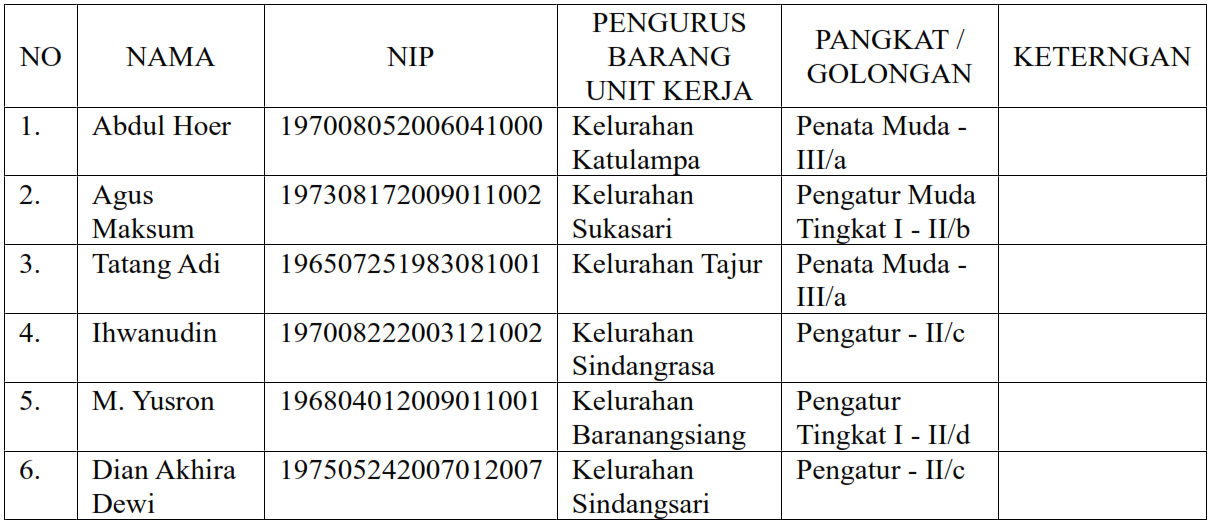 NO NAMA NIP PENGURUS BARANG UNIT KERJA PANGKAT / GOLONGAN KETERNGAN
1. Abdul Hoer 197008052006041000 Kelurahan Katulampa Penata Muda - III/a
2. Agus Maksum 197308172009011002 Kelurahan Sukasari Pengatur Muda Tingkat I - II/b
3. Tatang Adi 196507251983081001 Kelurahan Tajur Penata Muda - III/a
4. Ihwanudin 197008222003121002 Kelurahan Sindangrasa Pengatur - II/c
5. M. Yusron 196804012009011001 Kelurahan Baranangsiang Pengatur Tingkat I - II/d
6. Dian Akhira Dewi 197505242007012007 Kelurahan Sindangsari Pengatur - II/c